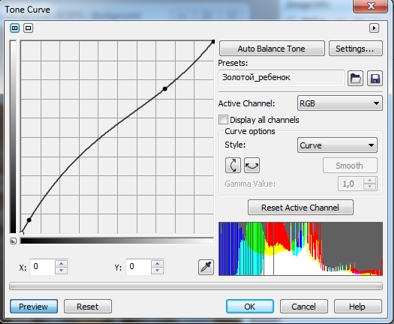 Tone Curve
Auto Balance Tone
Settings...
Presets:
Золотой_ребенок
Active Channel:
RGB
Display all channels
Curve options
Style:
Curve
Smooth
Gamma Value:
1,0
Reset Active Channel
X: 0
Y: 0
Preview
Reset
OK
Cancel
Help